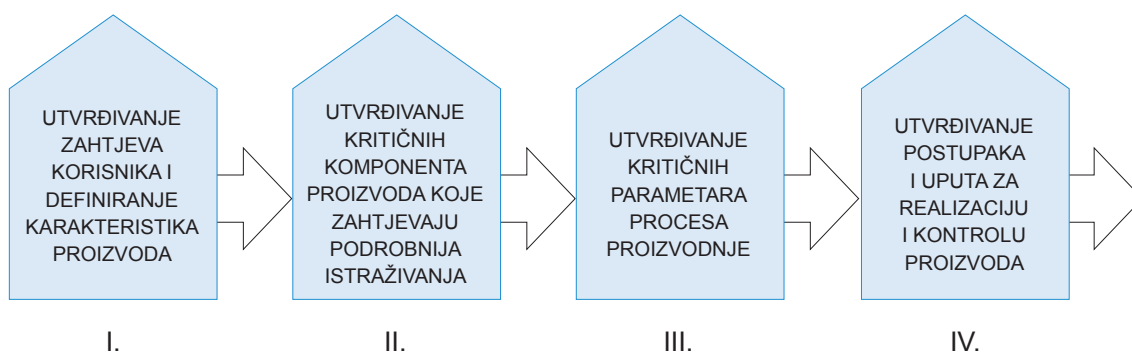 UTVRĐIVANJE
ZAHTJEVA
KORISNIKA I
DEFINIRANJE
KARAKTERISTIKA
PROIZVODA
UTVRĐIVANJE
KRITIČNIH
KOMPONENTA
PROIZVODA KOJE
ZAHTJEVAJU
PODROBNIJA
ISTRAŽIVANJA
UTVRĐIVANJE
KRITIČNIH
PARAMETARA
PROCESA
PROIZVODNJE
UTVRĐIVANJE
POSTUPAKA
I UPUTA ZA
REALIZACIJU
I KONTROLU
PROIZVODA
I.
II.
III.
IV.